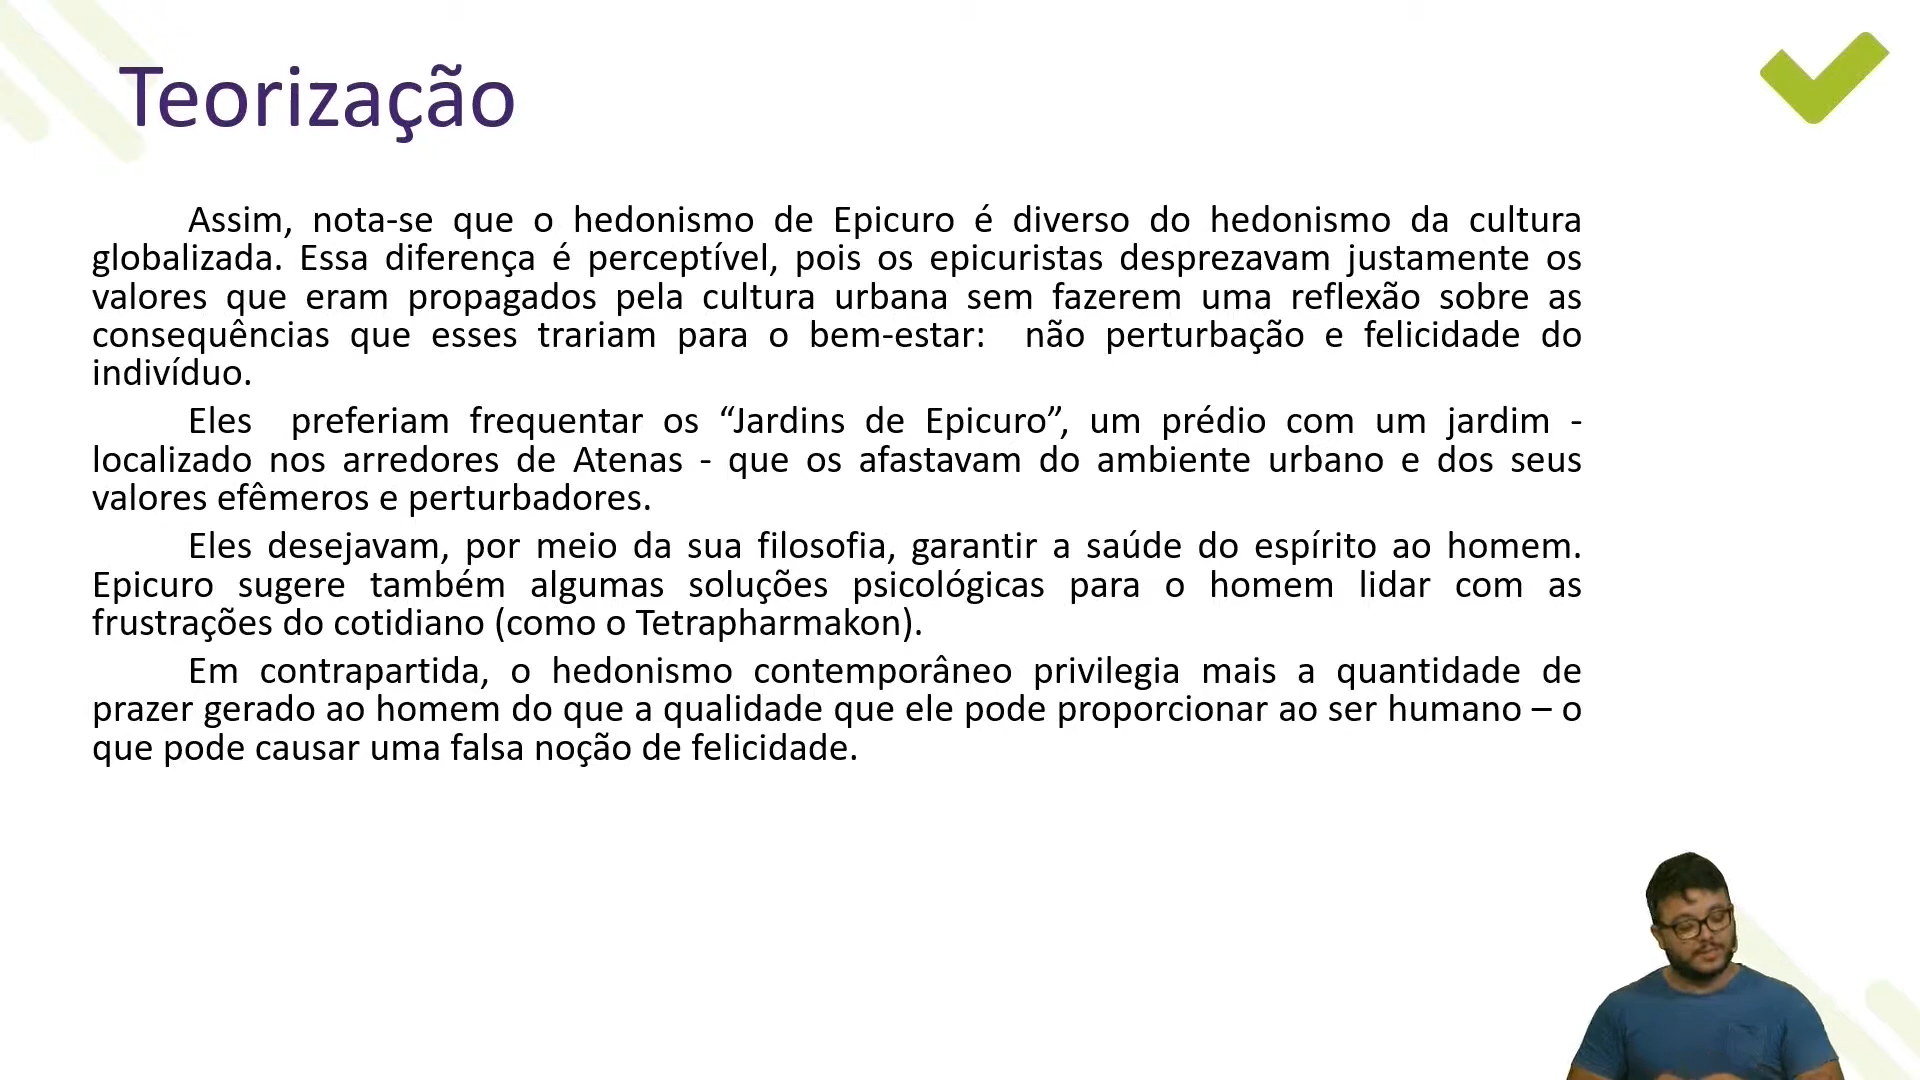 Teorização
Assim, nota-se que o hedonismo de Epicuro é diverso do hedonismo da cultura
globalizada. Essa diferença é perceptível, pois os epicuristas desprezavam justamente os
valores que eram propagados pela cultura urbana sem fazerem uma reflexão sobre as
consequências que esses trariam para o bem-estar: não perturbação e felicidade do
indivíduo.
Eles preferiam frequentar os “Jardins de Epicuro”, um prédio com um jardim -
localizado nos arredores de Atenas - que os afastavam do ambiente urbano e dos seus
valores efêmeros e perturbadores.
Eles desejavam, por meio da sua filosofia, garantir a saúde do espírito ao homem.
Epicuro sugere também algumas soluções psicológicas para o homem lidar com as
frustrações do cotidiano (como o Tetrapharmakon).
Em contrapartida, o hedonismo contemporâneo privilegia mais a quantidade de
prazer gerado ao homem do que a qualidade que ele pode proporcionar ao ser humano – o
que pode causar uma falsa noção de felicidade.